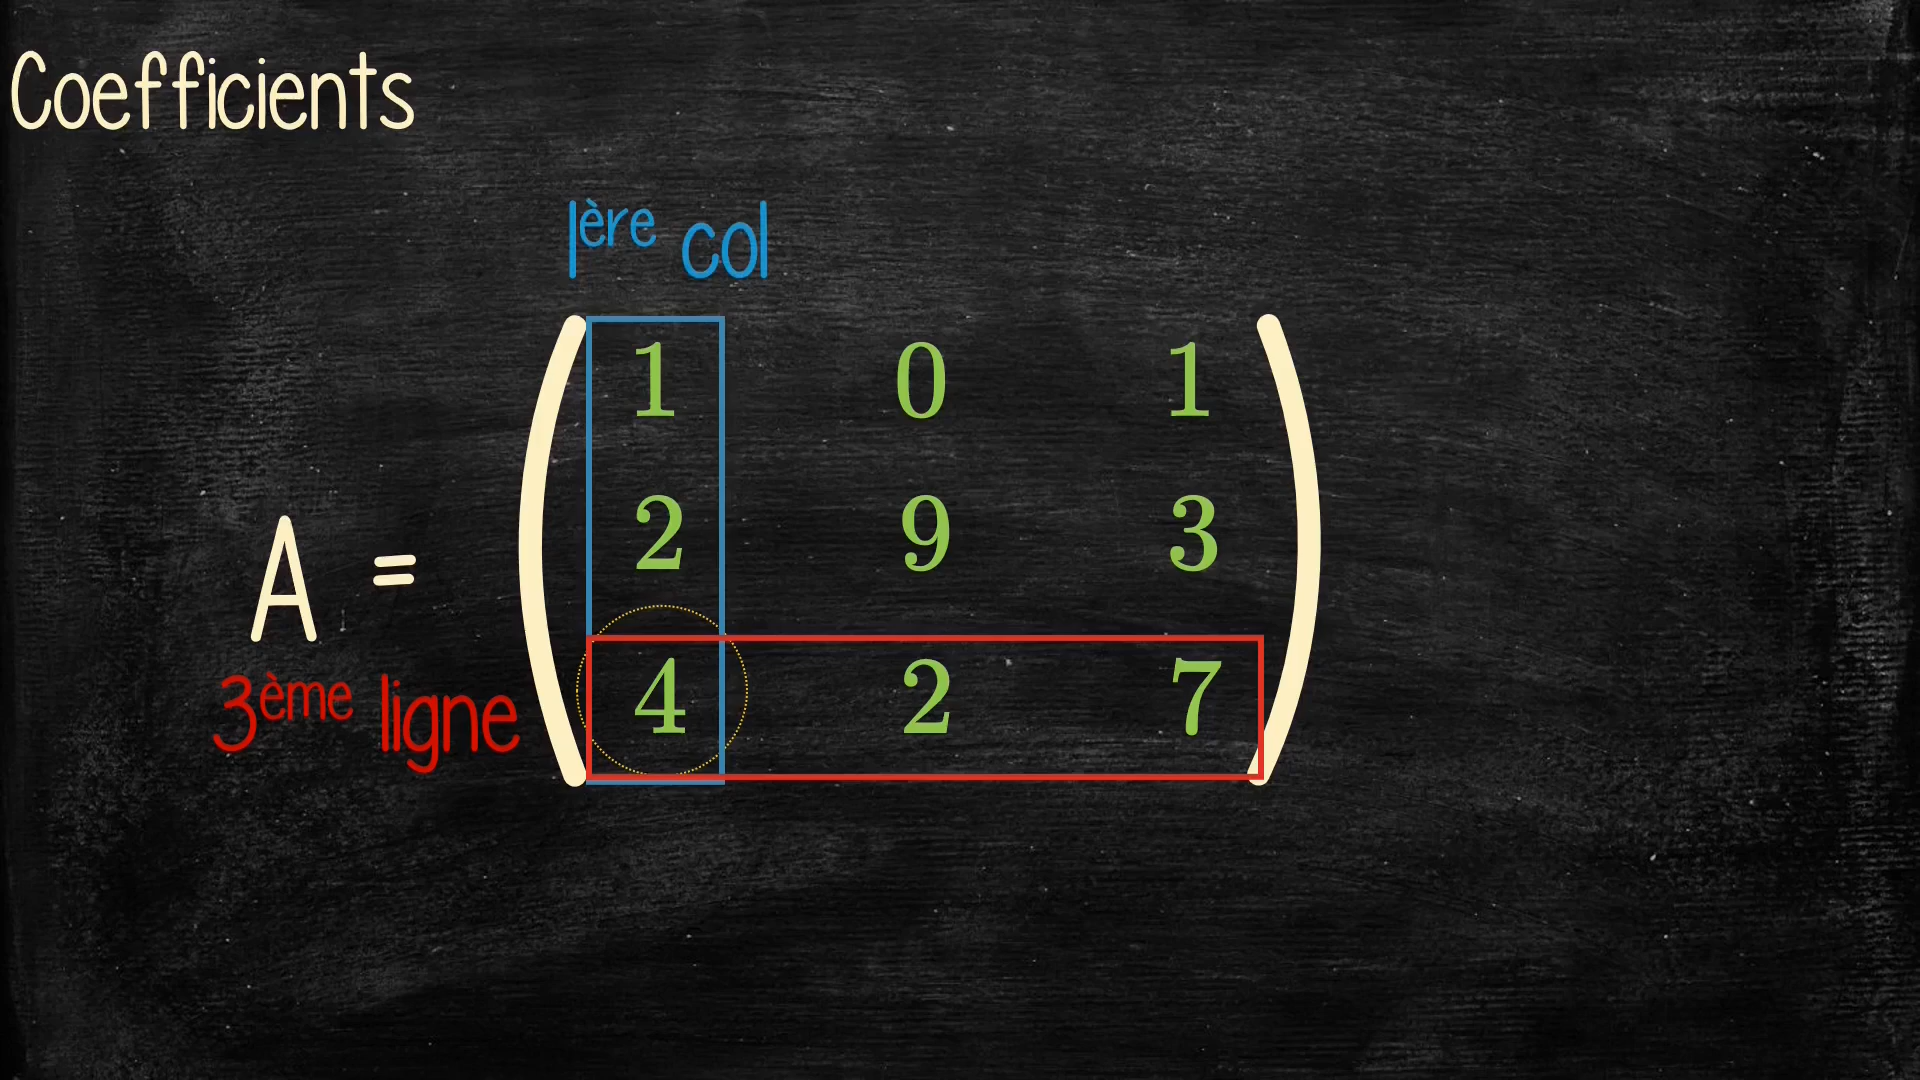 Coefficients
1ère col
1 0 1
2 9 3
A =
4 2 7
3ème ligne